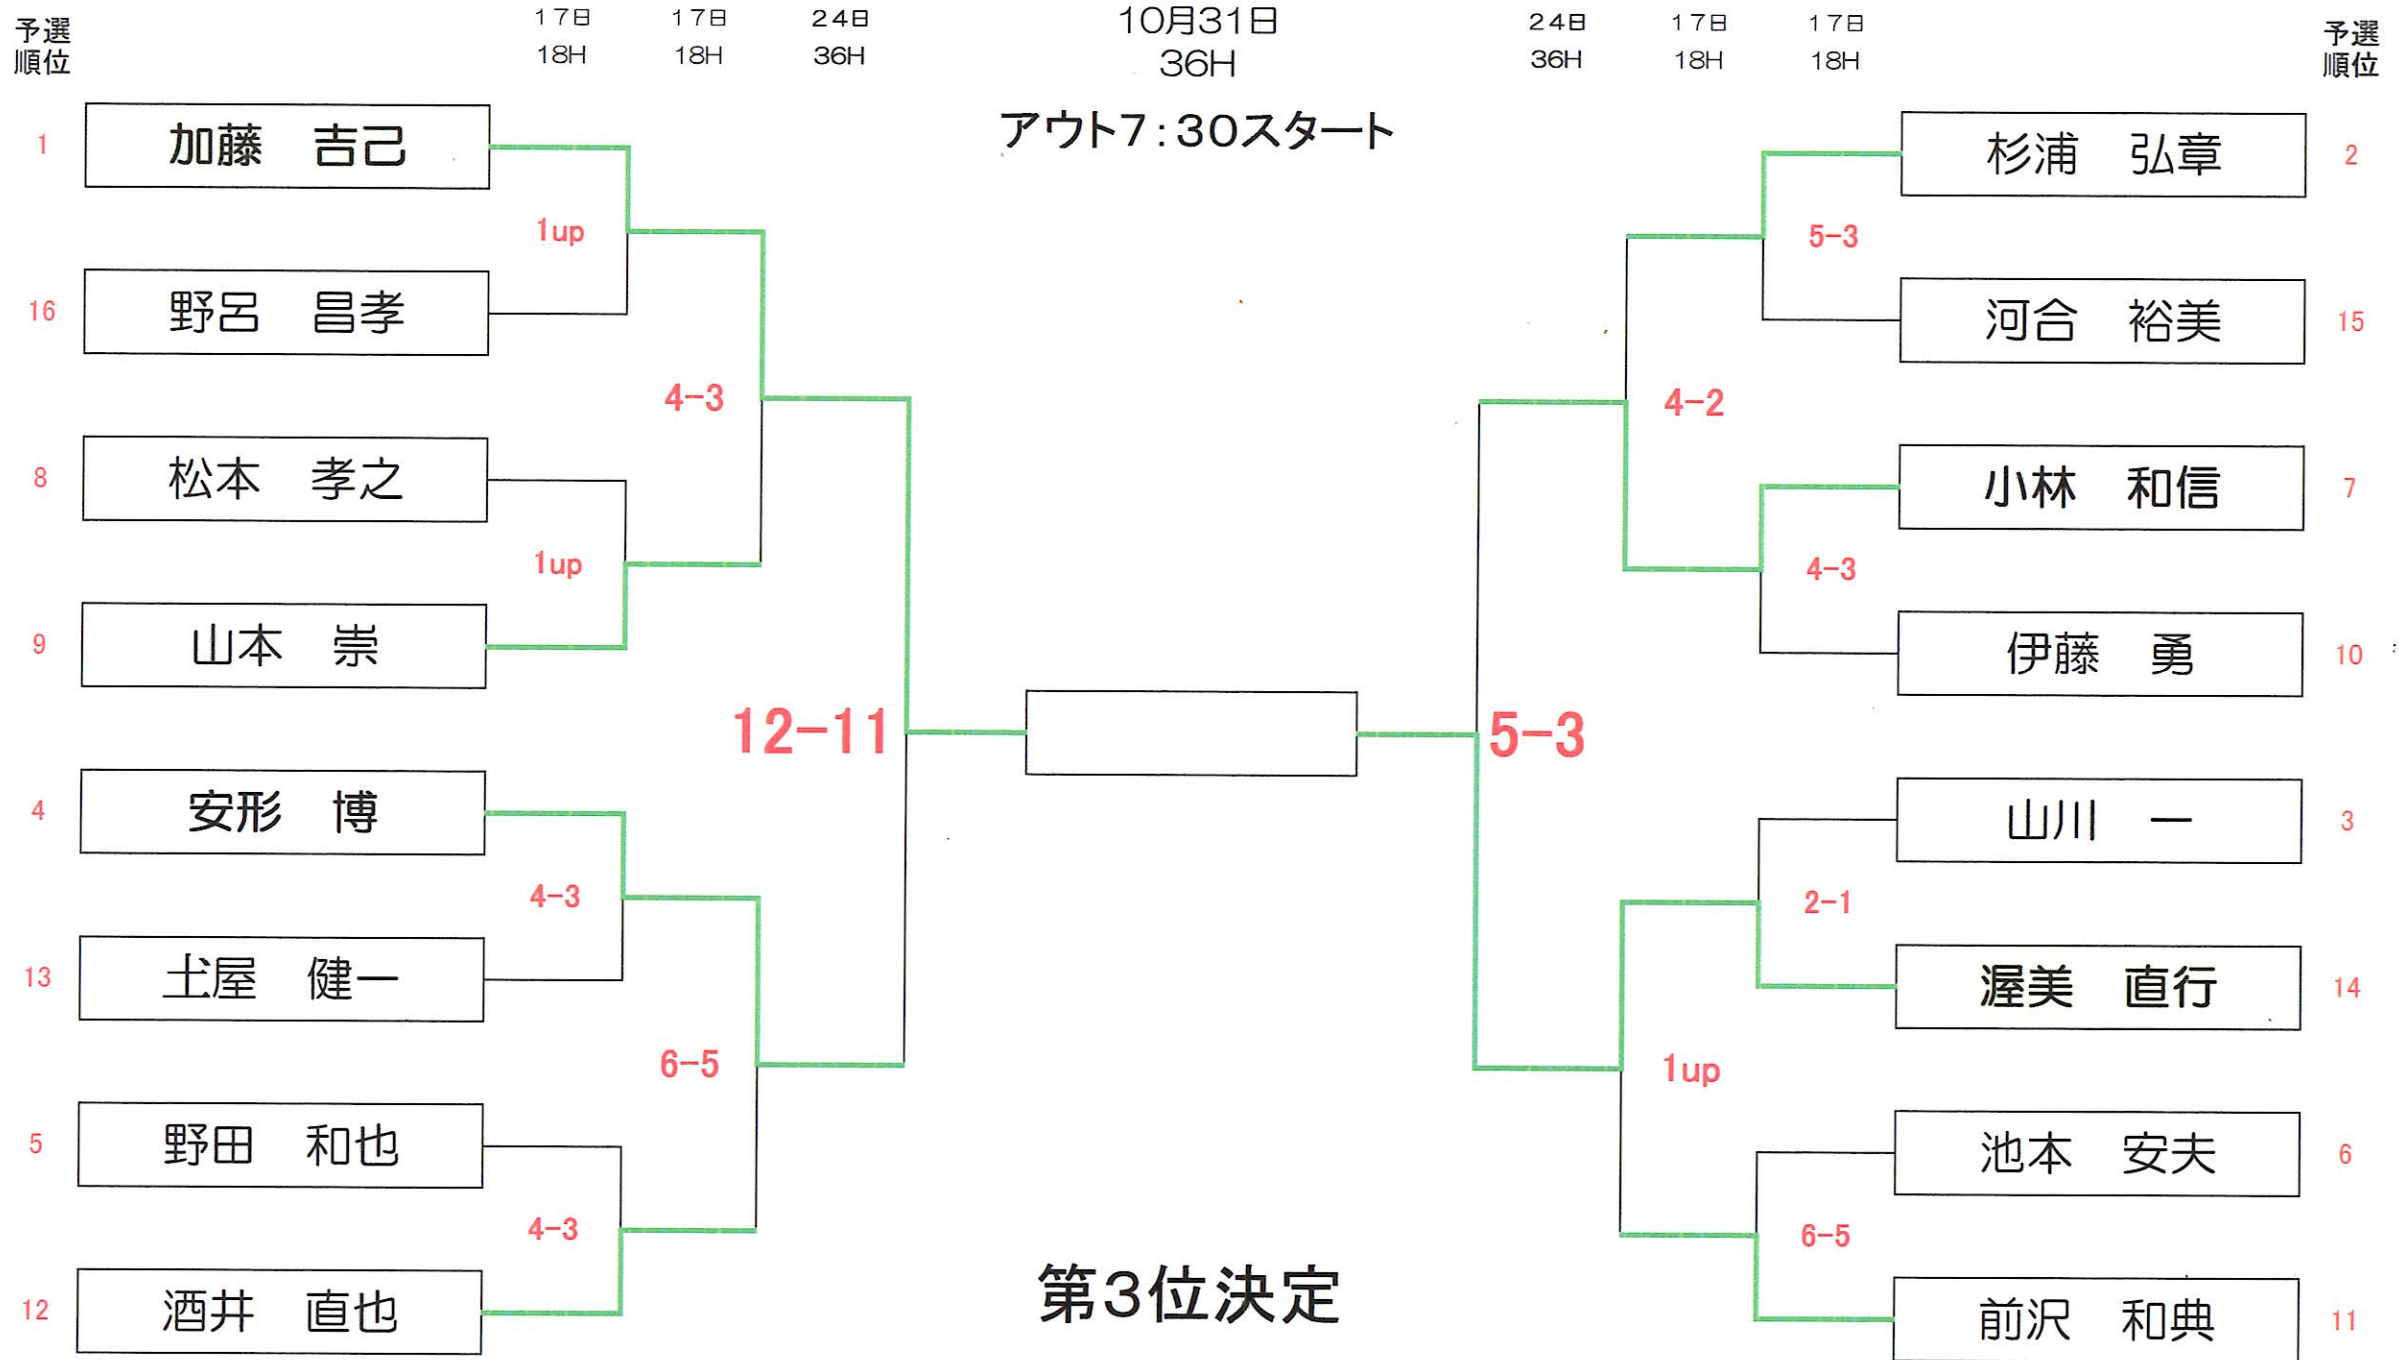 予選
順位
17日
18H
17日
18H
24日
36H
10月31日
36H
アウト7:30スタート
24日
36H
17日
18H
17日
18H
予選
順位
1 加藤 吉己
1up
16 野呂 昌孝
4-3
8 松本 孝之
1up
9 山本 崇
12-11
4 安形 博
4-3
13 土屋 健一
6-5
5 野田 和也
4-3
12 酒井 直也
杉浦 弘章 2
5-3
河合 裕美 15
4-2
小林 和信 7
4-3
伊藤 勇 10
5-3
山川 一 3
2-1
渥美 直行 14
1up
池本 安夫 6
6-5
前沢 和典 11
第3位決定